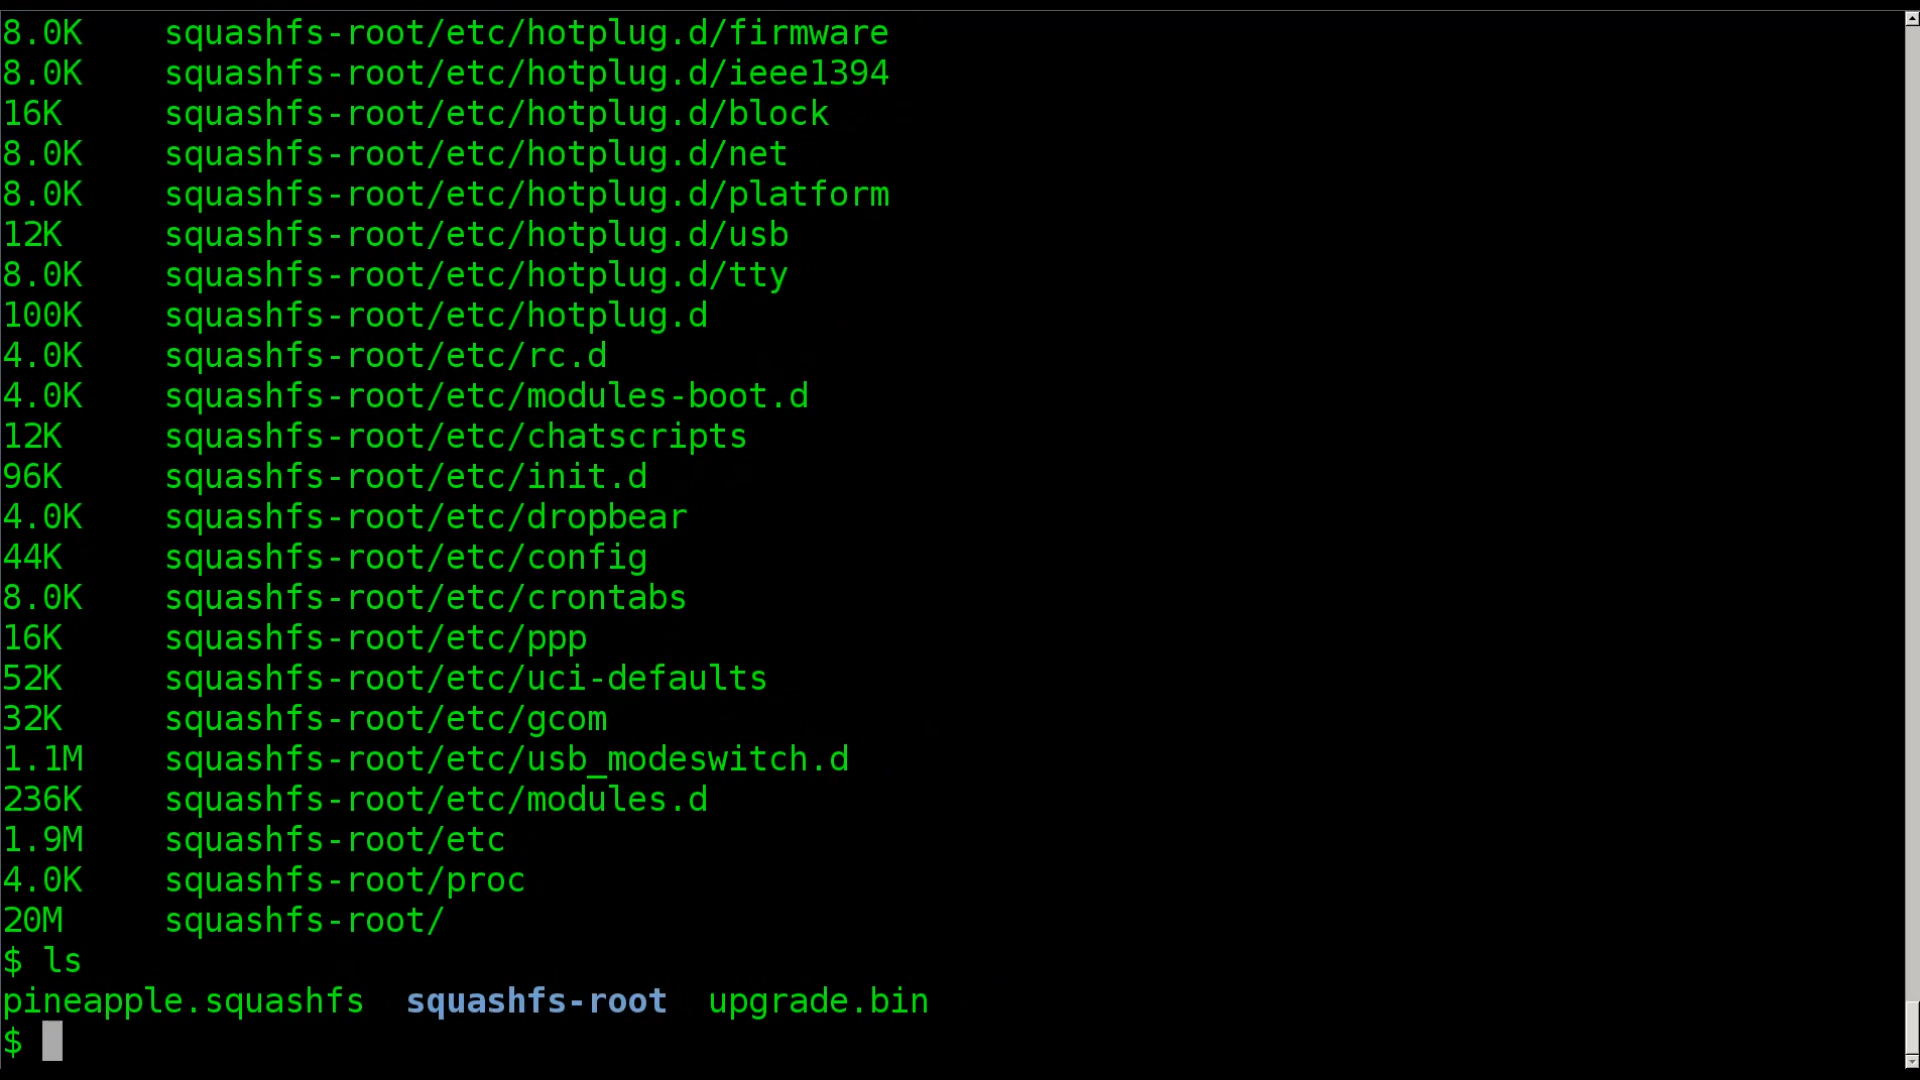 8.0K squashfs-root/etc/hotplug.d/firmware
8.0K squashfs-root/etc/hotplug.d/ieee1394
16K squashfs-root/etc/hotplug.d/block
8.0K squashfs-root/etc/hotplug.d/net
8.0K squashfs-root/etc/hotplug.d/platform
12K squashfs-root/etc/hotplug.d/usb
8.0K squashfs-root/etc/hotplug.d/tty
100K squashfs-root/etc/hotplug.d
4.0K squashfs-root/etc/rc.d
4.0K squashfs-root/etc/modules-boot.d
12K squashfs-root/etc/chatscripts
96K squashfs-root/etc/init.d
4.0K squashfs-root/etc/dropbear
44K squashfs-root/etc/config
8.0K squashfs-root/etc/crontabs
16K squashfs-root/etc/ppp
52K squashfs-root/etc/uci-defaults
32K squashfs-root/etc/gcom
1.1M squashfs-root/etc/usb_modeswitch.d
236K squashfs-root/etc/modules.d
1.9M squashfs-root/etc
4.0K squashfs-root/proc
20M squashfs-root/
$ ls
pineapple.squashfs squashfs-root upgrade.bin
$